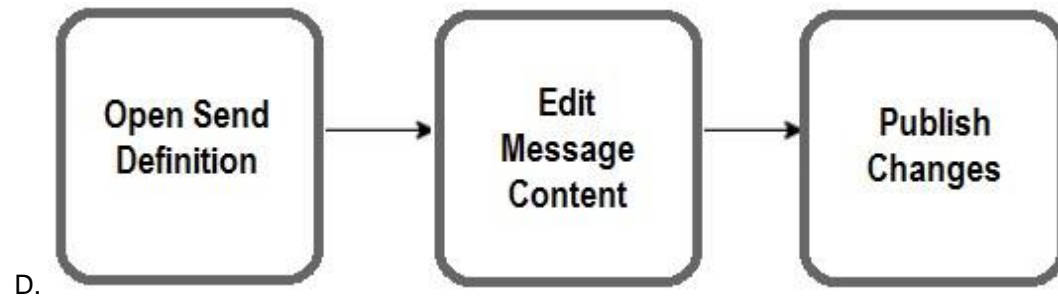 Open Send
Definition
Edit
Message
Content
Publish
Changes
D.